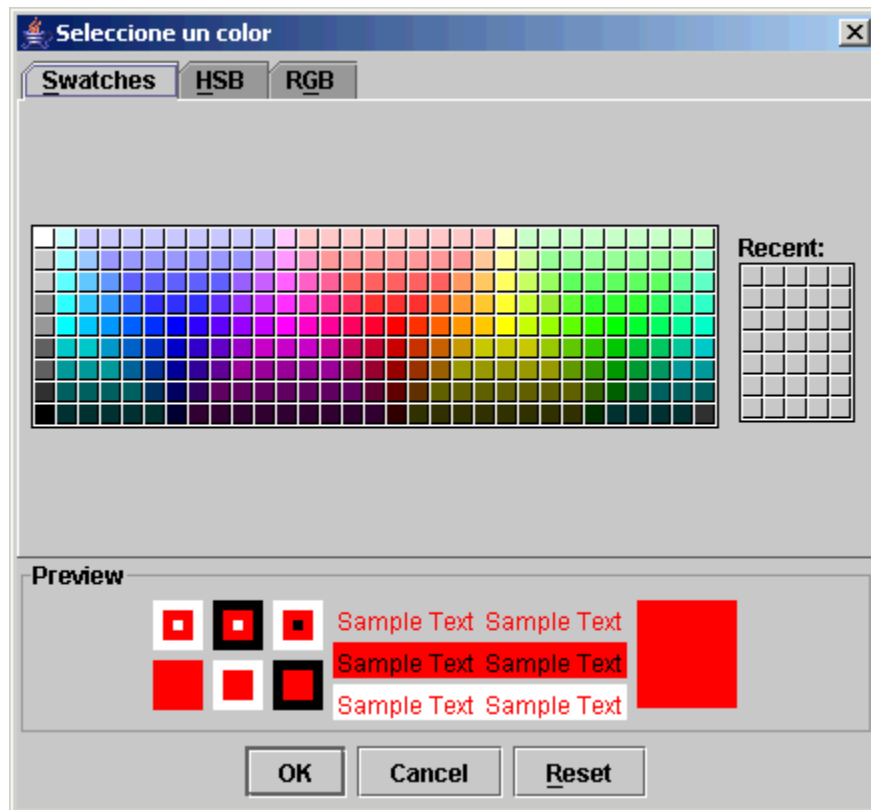 Seleccione un color
Swatches HSB RGB
Recent:
Preview
Sample Text Sample Text
Sample Text Sample Text
Sample Text Sample Text
OK Cancel Reset